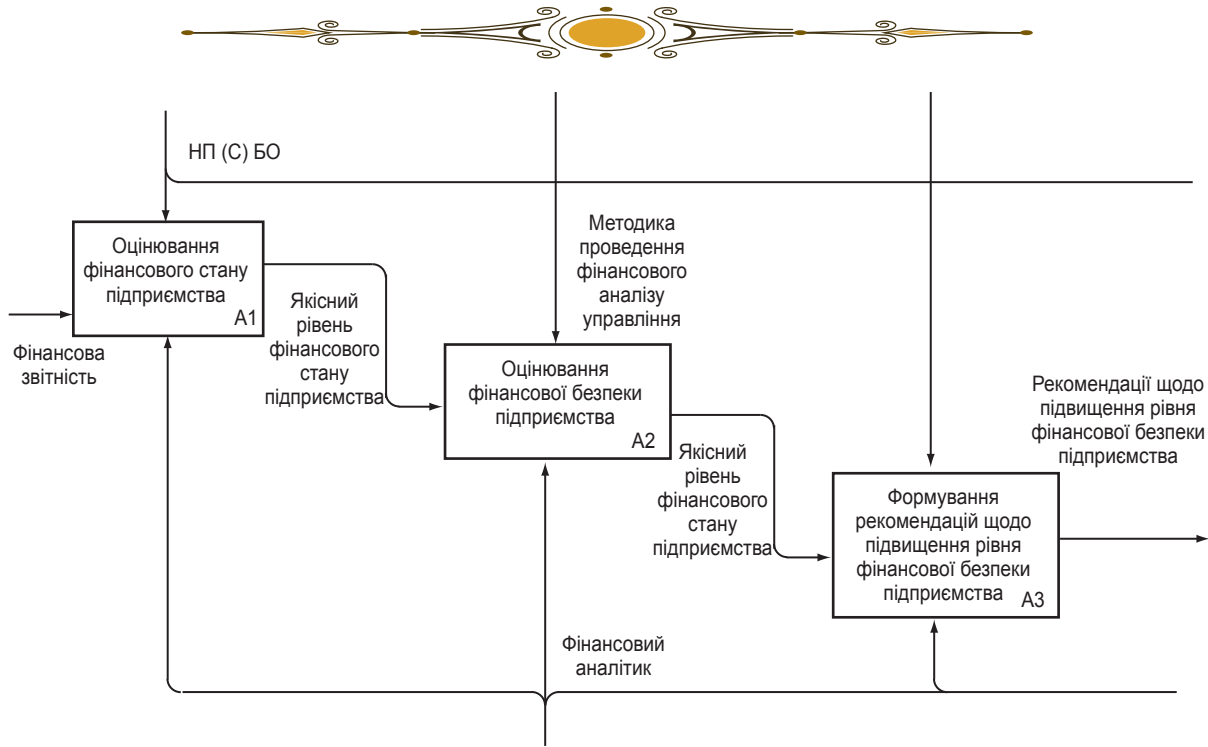 НП (С) БО
Оцінювання
фінансового стану
підприємства
А1
Фінансова
звітність
Якісний
рівень
фінансового
стану
підприємства
Методика
проведення
фінансового
аналізу
управління
Оцінювання
фінансової безпеки
підприємства
А2
Якісний
рівень
фінансового
стану
підприємства
Рекомендації щодо
підвищення рівня
фінансової безпеки
підприємства
Формування
рекомендацій щодо
підвищення рівня
фінансової безпеки
підприємства
А3
Фінансовий
аналітик